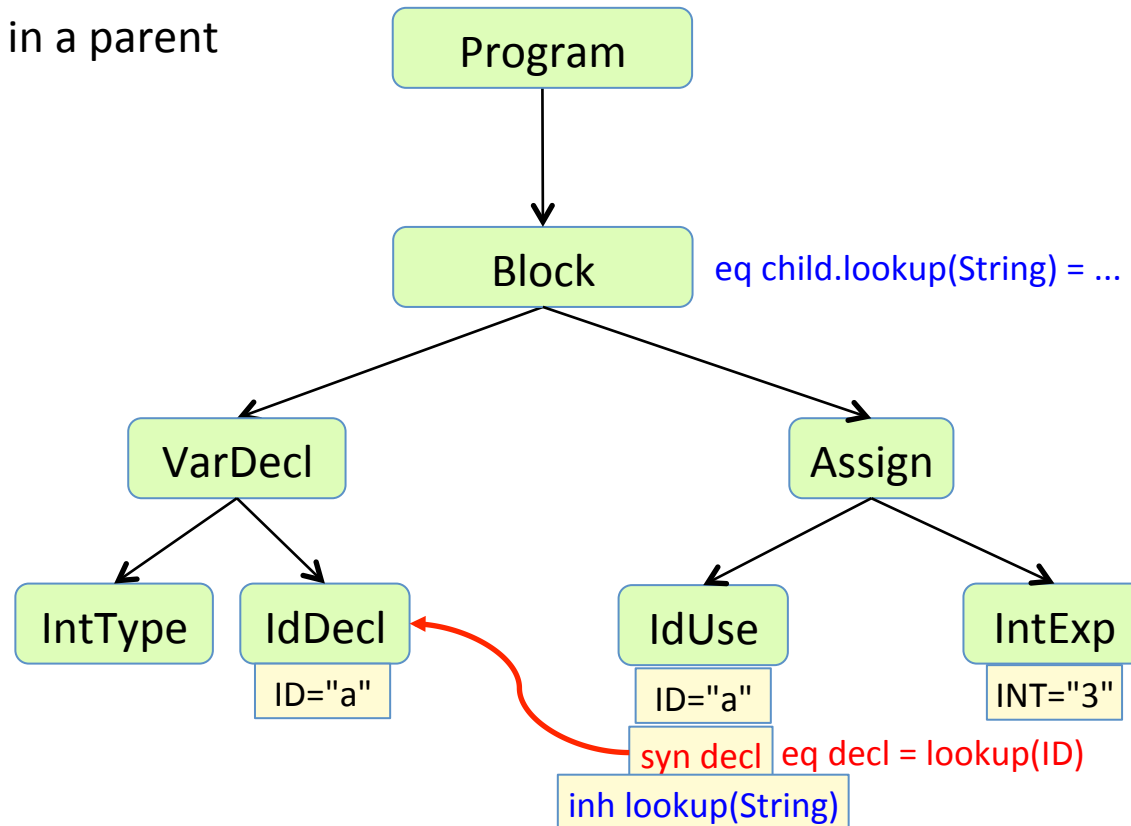 in a parent
Program
Block
eq child.lookup(String) = ...
VarDecl
Assign
IntType
IdDecl
IdUse
IntExp
ID="a"
ID="a"
INT="3"
syn decl
eq decl = lookup(ID)
inh lookup(String)